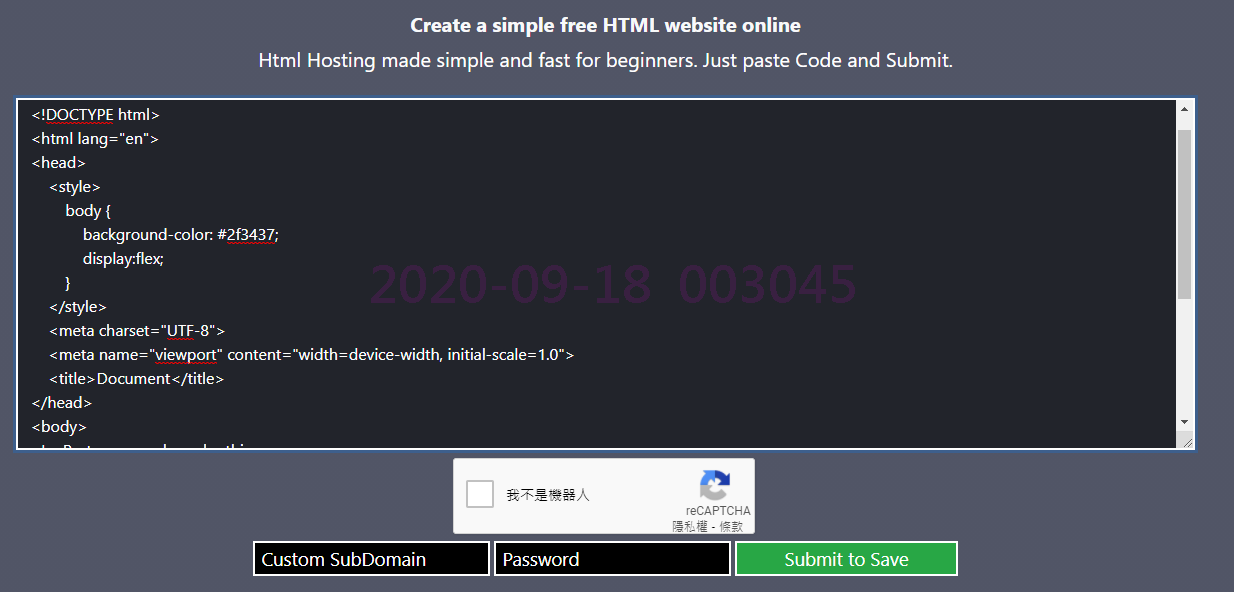 Create a simple free HTML website online
Html Hosting made simple and fast for beginners. Just paste Code and Submit.
<!DOCTYPE html>
<html lang="en">
<head>
<style>
body {
background-color: #2f3437;
display:flex;
}
</style>
<meta charset="UTF-8">
<meta name="viewport" content="width=device-width, initial-scale=1.0">
<title>Document</title>
</head>
<body>
2020-09-18 003045
我不是機器人
reCAPTCHA
隱私權 - 條款
Custom SubDomain
Password
Submit to Save